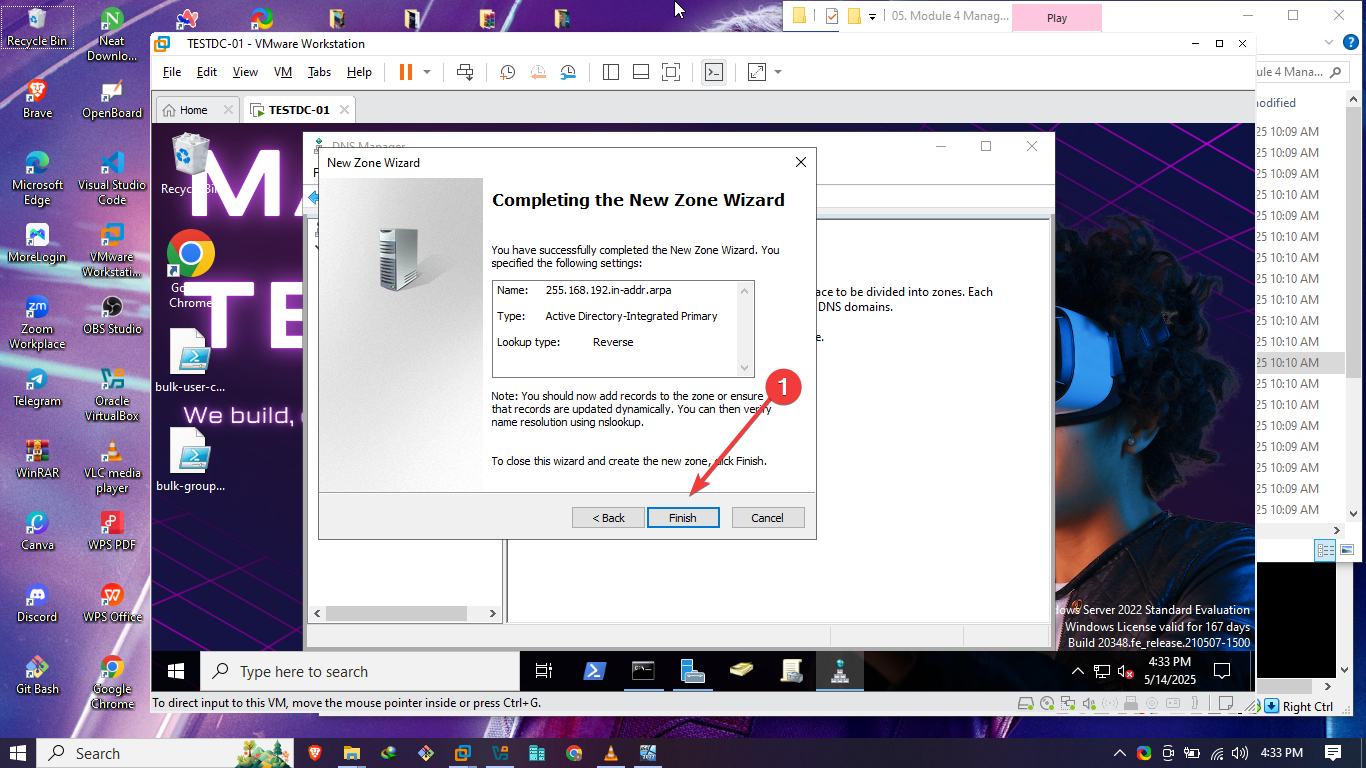 Recycle Bin
Neat
Downlo...
Brave
OpenBoard
Microsoft
Edge
Visual Studio
Code
MoreLogin
VMware
Workstati...
Zoom
Workplace
OBS Studio
Telegram
Oracle
VirtualBox
WinRAR
VLC media
player
Canva
WPS PDF
Discord
WPS Office
Git Bash
Google
Chrome
05. Module 4 Manag...
Play
ule 4 Mana...
odified
25 10:09 AM
25 10:09 AM
25 10:09 AM
25 10:10 AM
25 10:09 AM
25 10:10 AM
25 10:09 AM
25 10:10 AM
25 10:10 AM
25 10:10 AM
25 10:10 AM
25 10:10 AM
25 10:10 AM
25 10:10 AM
25 10:09 AM
25 10:09 AM
25 10:09 AM
25 10:09 AM
25 10:09 AM
TESTDC-01 - VMware Workstation
File Edit View VM Tabs Help
Home
TESTDC-01
Recycle Bin
Chrome
bulk-user-c...
bulk-group...
MA
TE
We build,
DNS Manager
New Zone Wizard
Completing the New Zone Wizard
You have successfully completed the New Zone Wizard. You
specified the following settings:
Name: 255.168.192.in-addr.arpa
Type: Active Directory-Integrated Primary
Lookup type: Reverse
1
Note: You should now add records to the zone or ensure
that records are updated dynamically. You can then verify
name resolution using nslookup.
To close this wizard and create the new zone, click Finish.
< Back Finish Cancel
ace to be divided into zones. Each
DNS domains.
e.
dows Server 2022 Standard Evaluation
Windows License valid for 167 days
Build 20348.fe_release.210507-1500
Type here to search
4:33 PM
5/14/2025
To direct input to this VM, move the mouse pointer inside or press Ctrl+G.
Right Ctrl
Search
4:33 PM